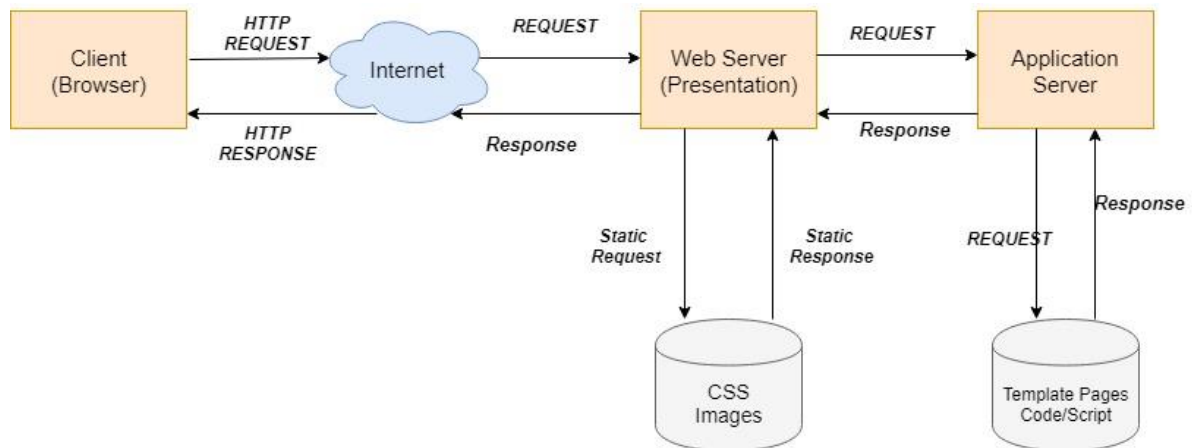 HTTP
REQUEST
REQUEST
REQUEST
Client
(Browser)
Internet
Web Server
(Presentation)
Application
Server
HTTP
RESPONSE
Response
Response
Response
Static
Request
Static
Response
REQUEST
CSS
Images
Template Pages
Code/Script